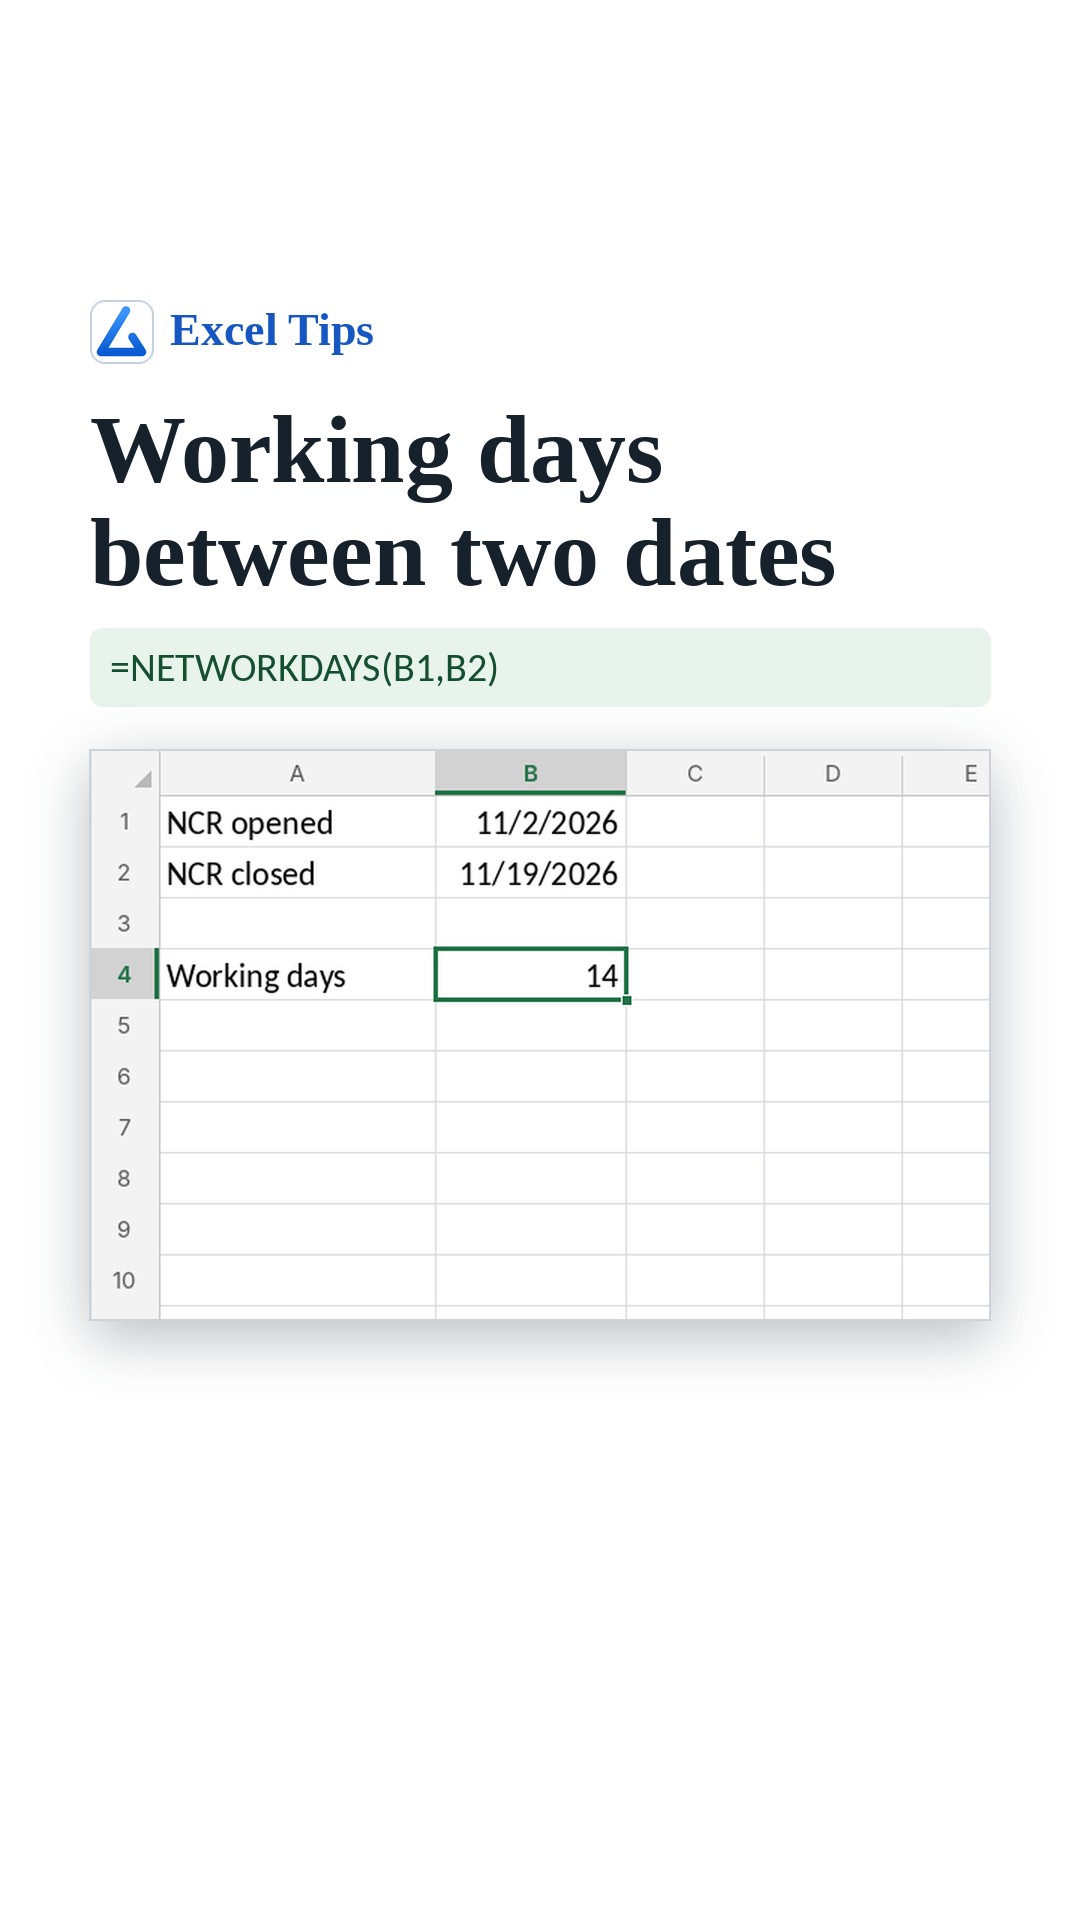 Excel Tips
Working days
between two dates
=NETWORKDAYS(B1,B2)
A B C D E
1 NCR opened 11/2/2026
2 NCR closed 11/19/2026
3
4 Working days 14
5
6
7
8
9
10